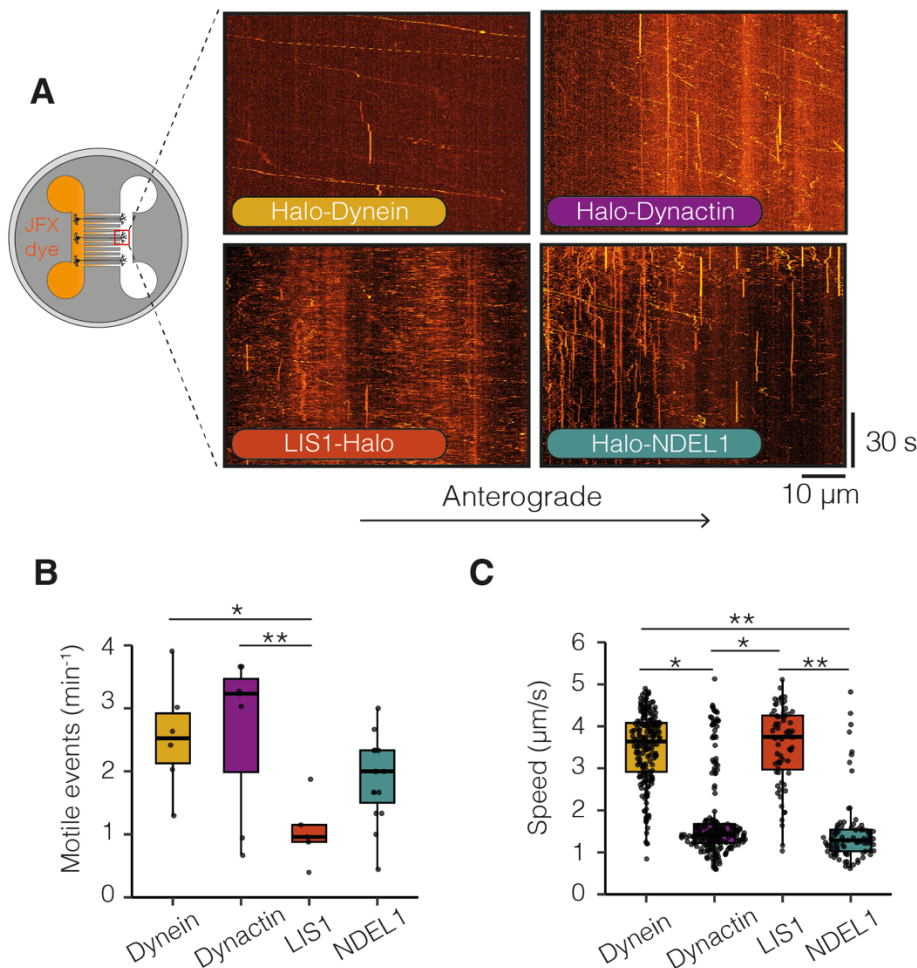 A
JFX
dye
Halo-Dynein
Halo-Dynactin
LIS1-Halo
Halo-NDEL1
30 s
10 µm
Anterograde
B
C
Motile events (min⁻¹)
4
3
2
1
0
*
**
Dynein
Dynactin
LIS1
NDEL1
Speed (µm/s)
6
5
4
3
2
1
0
**
*
*
**
Dynein
Dynactin
LIS1
NDEL1